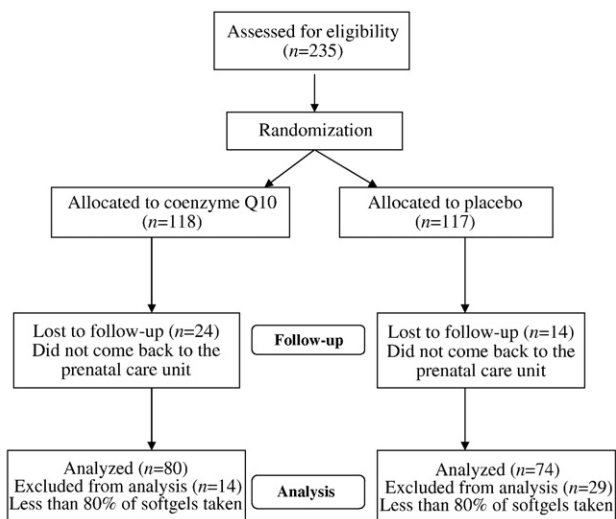 Assessed for eligibility
(n=235)
Randomization
Allocated to coenzyme Q10
(n=118)
Allocated to placebo
(n=117)
Lost to follow-up (n=24)
Did not come back to the
prenatal care unit
Follow-up
Lost to follow-up (n=14)
Did not come back to the
prenatal care unit
Analyzed (n=80)
Excluded from analysis (n=14)
Less than 80% of softgels taken
Analysis
Analyzed (n=74)
Excluded from analysis (n=29)
Less than 80% of softgels taken